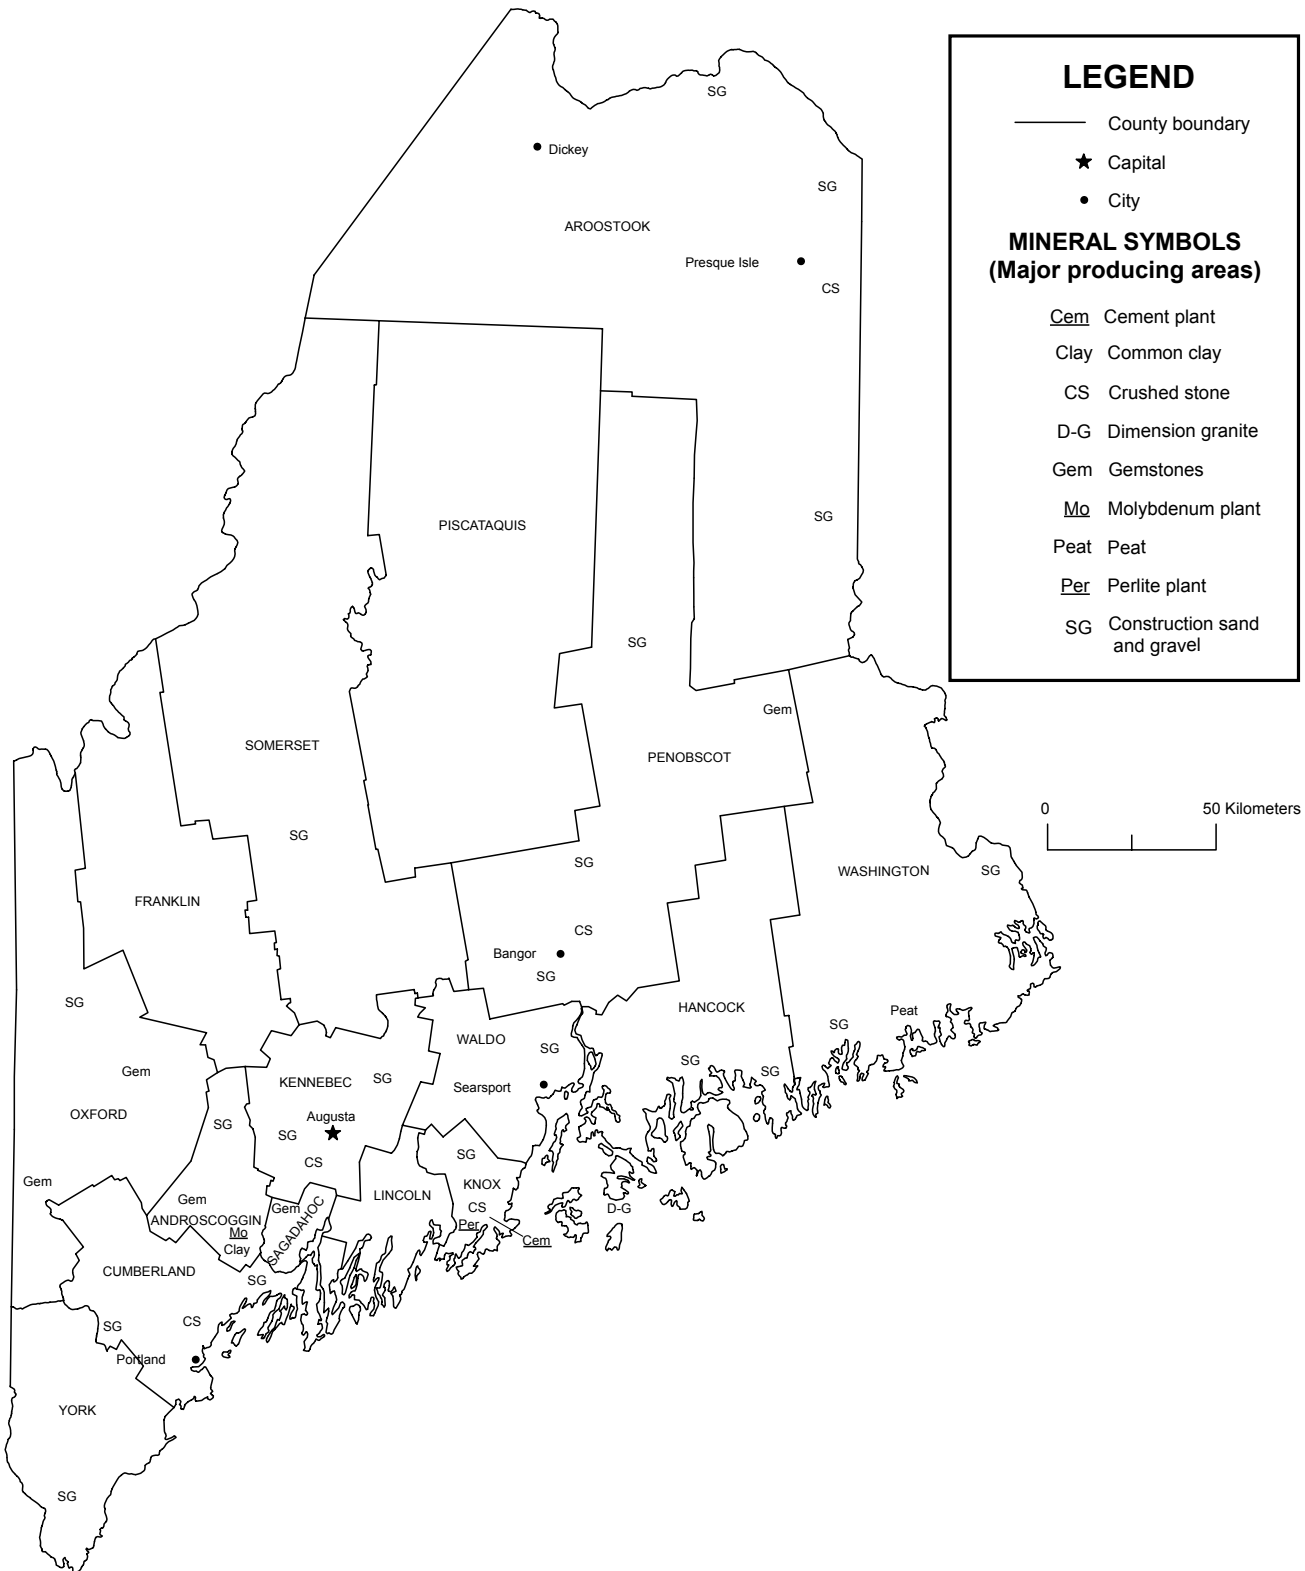 LEGEND
County boundary
Capital
City
MINERAL SYMBOLS
(Major producing areas)
Cem Cement plant
Clay Common clay
CS Crushed stone
D-G Dimension granite
Gem Gemstones
Mo Molybdenum plant
Peat Peat
Per Perlite plant
SG Construction sand
and gravel
0 50 Kilometers
SG
Dickey
SG
AROOSTOOK
Presque Isle
CS
SG
PISCATAQUIS
SG
Gem
SOMERSET
PENOBSCOT
SG
SG
WASHINGTON
SG
FRANKLIN
CS
Bangor
SG
SG
HANCOCK
Peat
SG
WALDO
SG
SG
SG
Gem
KENNEBEC
SG
Searsport
OXFORD
Augusta
SG
SG
CS
SG
Gem
KNOX
LINCOLN
Gem
Gem
SAGADAHOC
CS
D-G
ANDROSCOGGIN
Mo
Per
Clay
Cem
CUMBERLAND
SG
SG
CS
Portland
YORK
SG